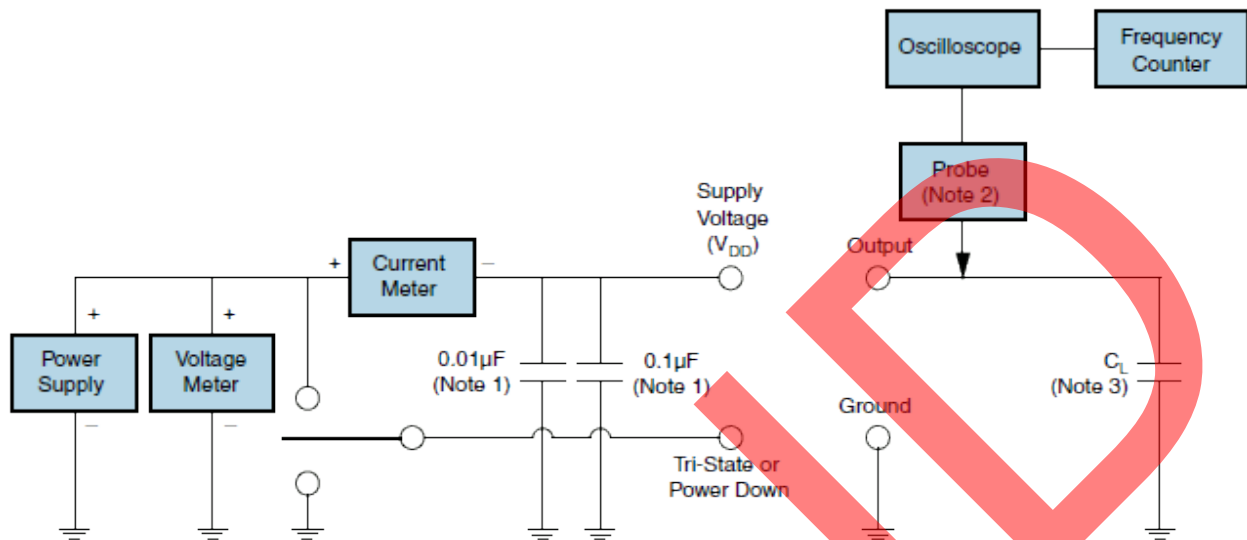 Oscilloscope
Frequency
Counter
Probe
(Note 2)
Supply
Voltage
(VDD)
Output
+
Current
Meter
–
+
Power
Supply
–
+
Voltage
Meter
–
0.01µF
(Note 1)
0.1µF
(Note 1)
CL
(Note 3)
Ground
Tri-State or
Power Down